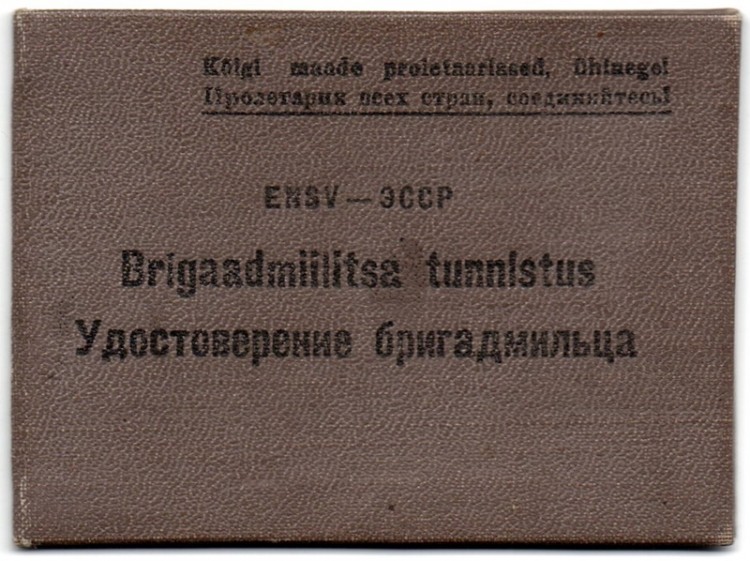 Kõigi maade proletaarlased, ühinege!
Пролетарии всех стран, соединяйтесь!
ENSV — ЭССР
Brigaadmiilitsa tunnistus
Удостоверение бригадмильца